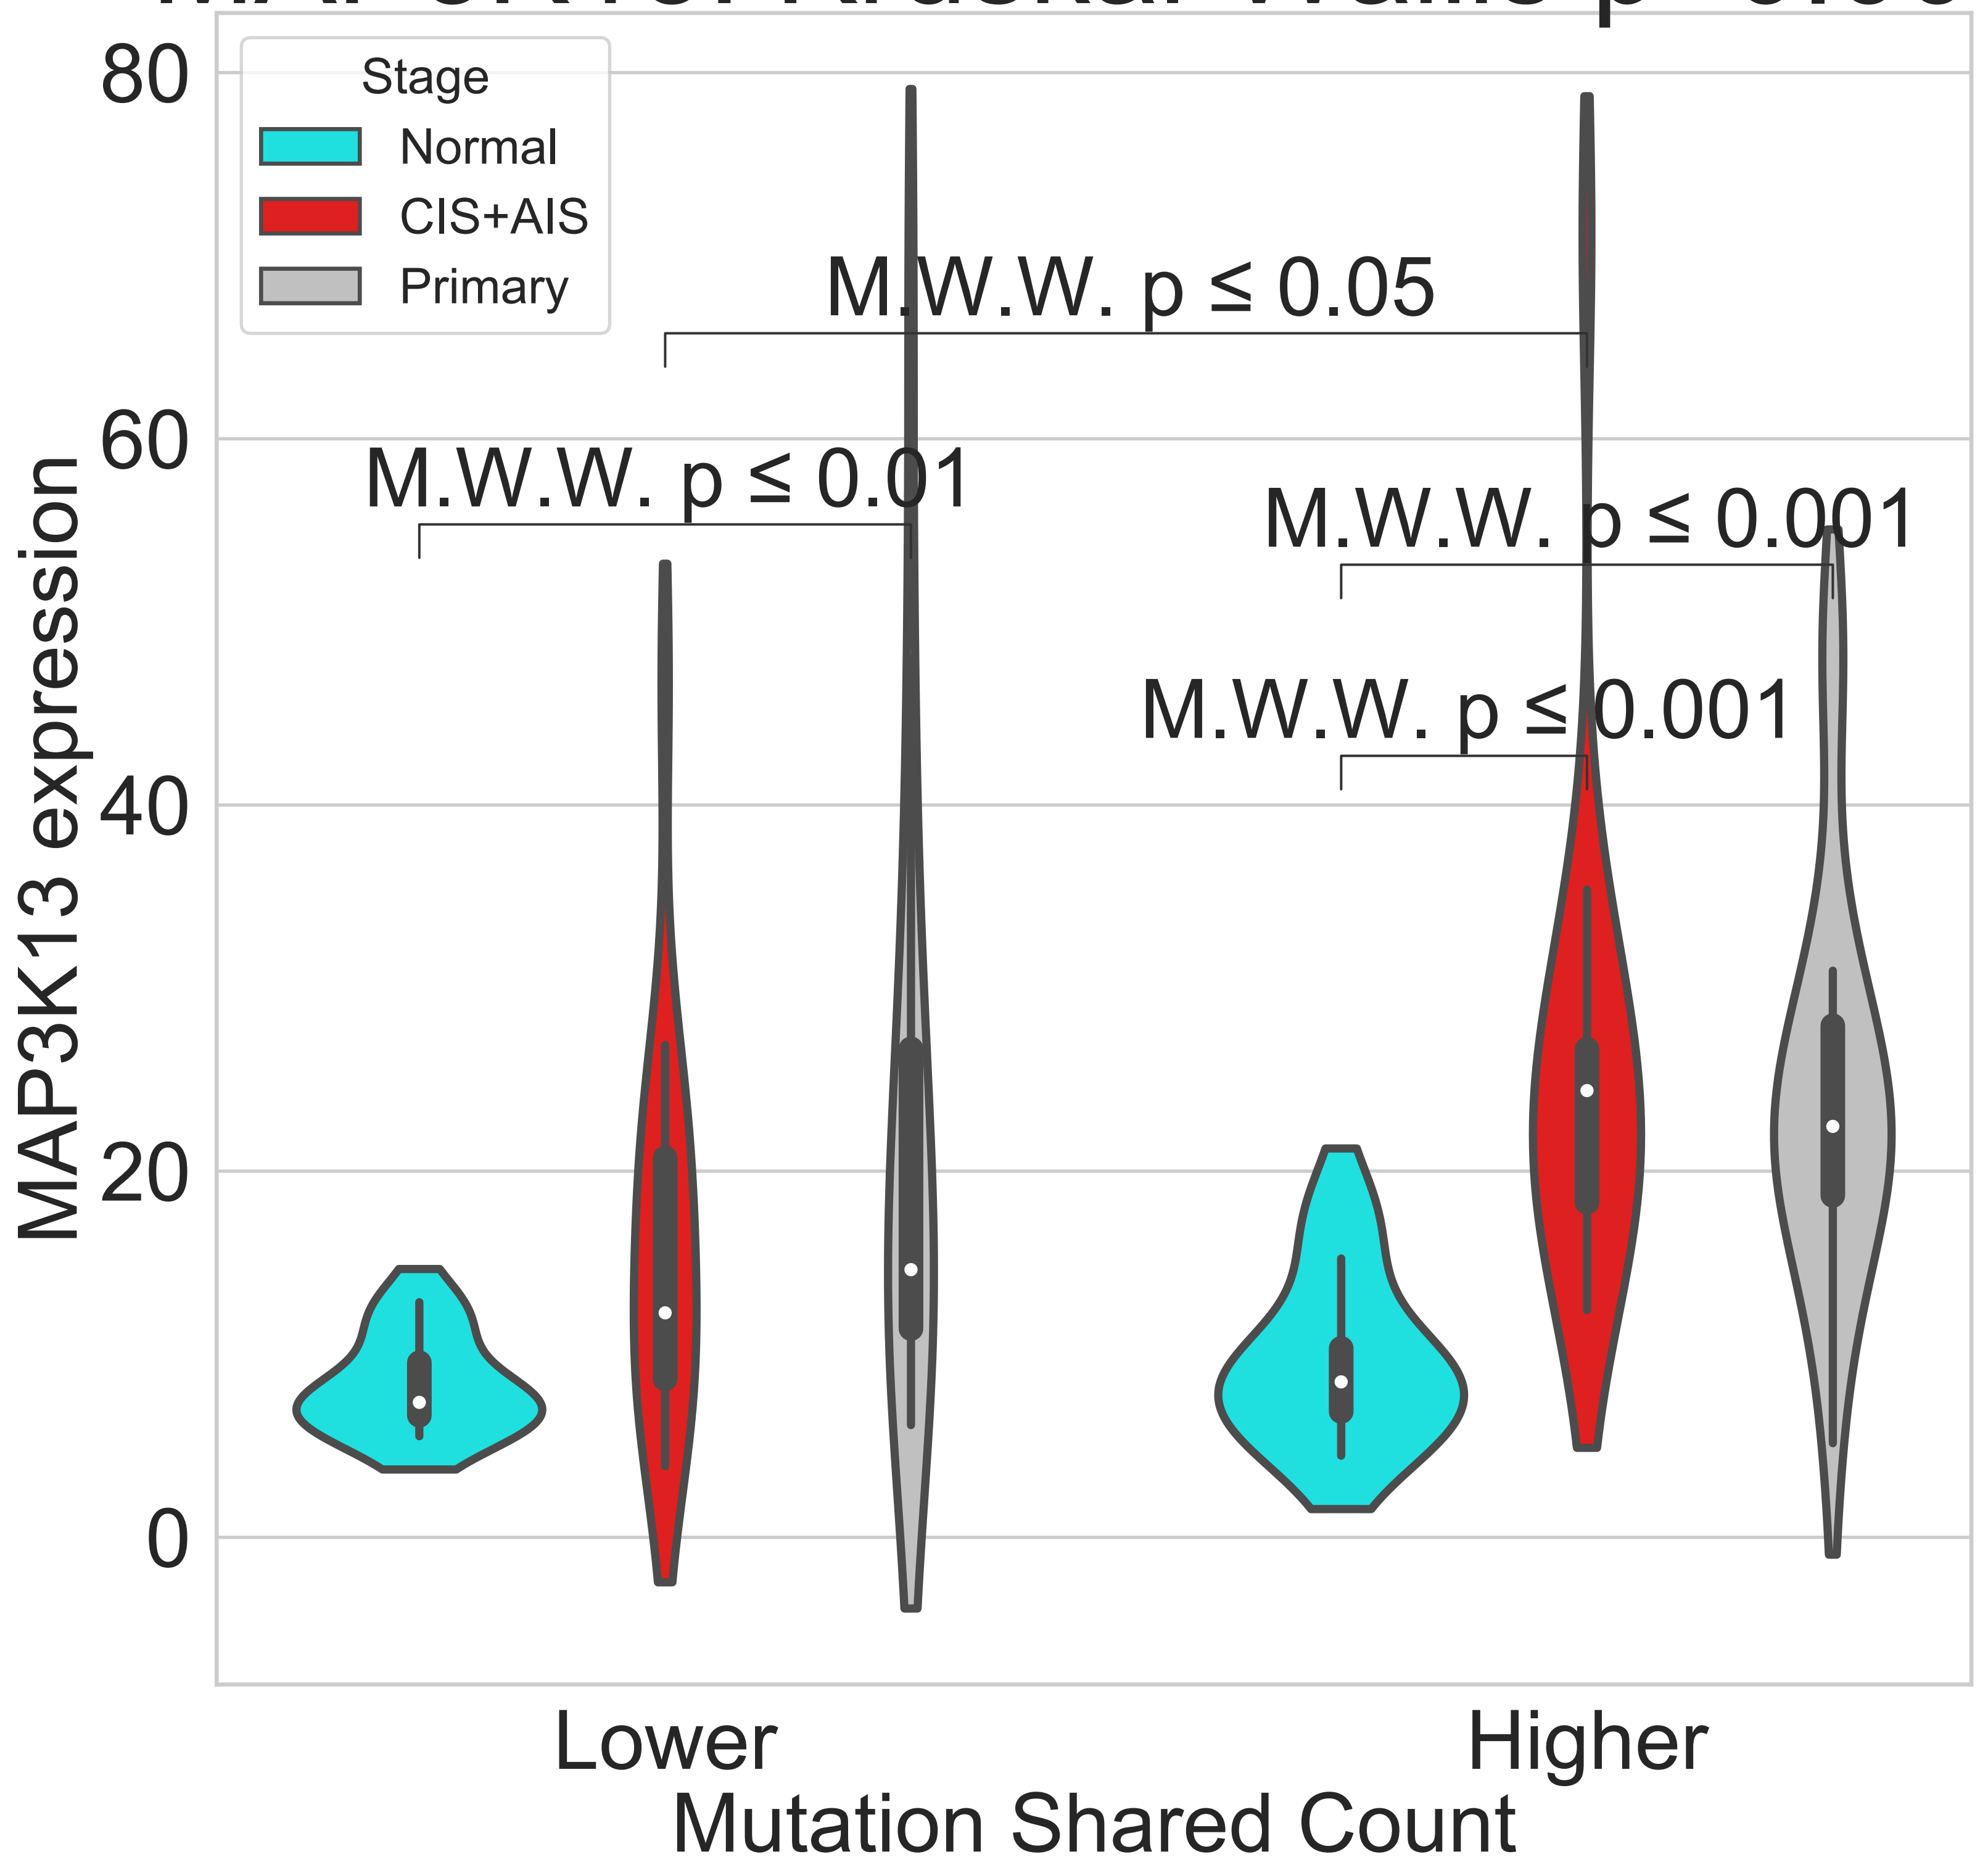 80
60
40
20
0
MAP3K13 expression
Stage
Normal
CIS+AIS
Primary
M.W.W. p ≤ 0.05
M.W.W. p ≤ 0.01
M.W.W. p ≤ 0.001
M.W.W. p ≤ 0.001
Lower
Higher
Mutation Shared Count